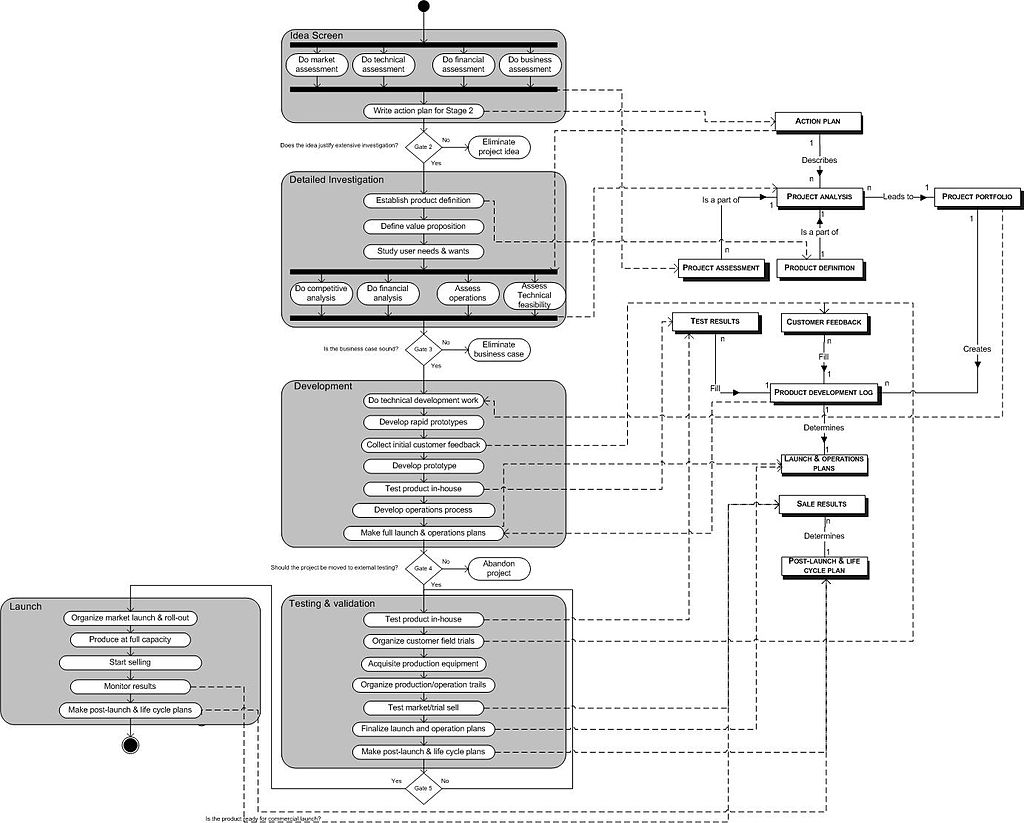 Idea Screen
Do market
assessment
Do technical
assessment
Do financial
assessment
Do business
assessment
Write action plan for Stage 2
Does the idea justify extensive investigation?
Gate 2
No
Yes
Eliminate
project idea
Detailed Investigation
Establish product definition
Define value proposition
Study user needs & wants
Do competitive
analysis
Do financial
analysis
Assess
operations
Assess
Technical
feasibility
Is the business case sound?
Gate 3
No
Yes
Eliminate
business case
Development
Do technical development work
Develop rapid prototypes
Collect initial customer feedback
Develop prototype
Test product in-house
Develop operations process
Make full launch & operations plans
Should the project be moved to external testing?
Gate 4
No
Yes
Abandon
project
Testing & validation
Test product in-house
Organize customer field trials
Acquisite production equipment
Organize production/operation trails
Test market/trial sell
Finalize launch and operation plans
Make post-launch & life cycle plans
Yes
Gate 5
No
Is the product ready for commercial launch?
Launch
Organize market launch & roll-out
Produce at full capacity
Start selling
Monitor results
Make post-launch & life cycle plans
ACTION PLAN
1
Describes
n
PROJECT ANALYSIS
n
Leads to
1
PROJECT PORTFOLIO
1
Is a part of
1
n
1
Is a part of
1
PROJECT ASSESSMENT
PRODUCT DEFINITION
TEST RESULTS
n
CUSTOMER FEEDBACK
n
Fill
1
Fill
1
PRODUCT DEVELOPMENT LOG
n
Creates
1
Determines
1
LAUNCH & OPERATIONS
PLANS
SALE RESULTS
n
Determines
1
POST-LAUNCH & LIFE
CYCLE PLAN